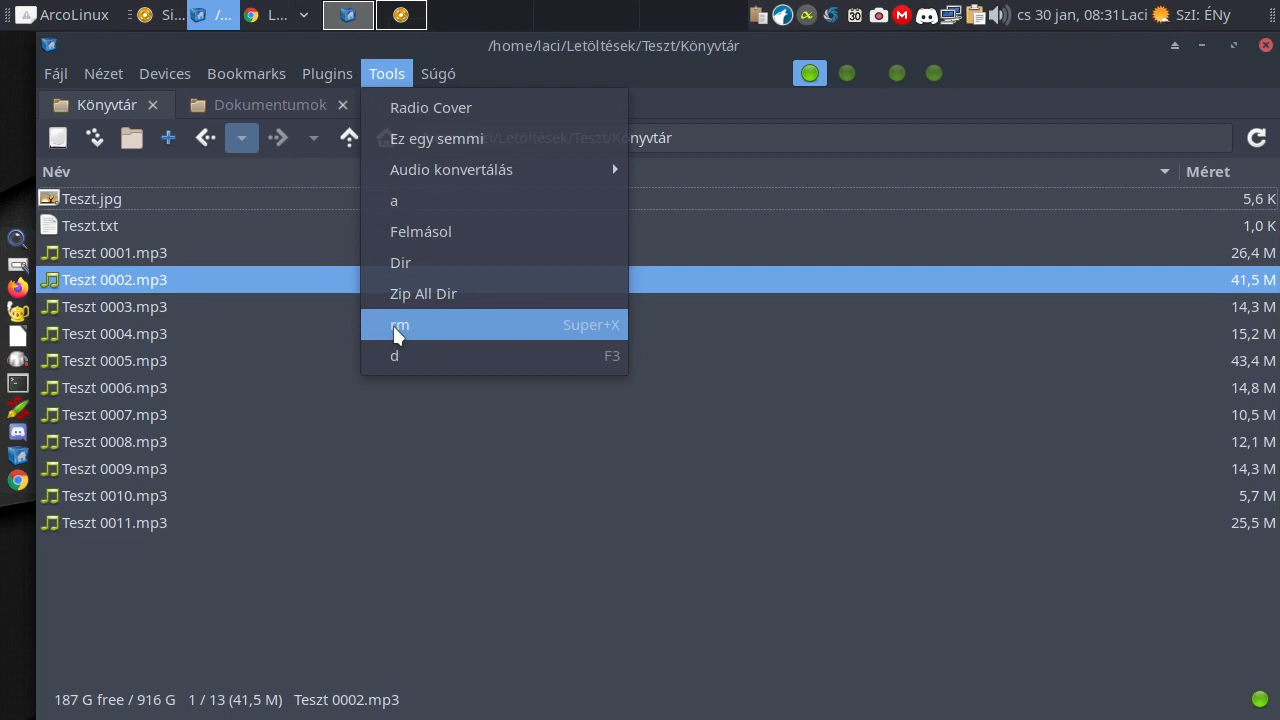 ArcoLinux
Si...
/...
L...
30
cs 30 jan, 08:31
Laci
SzI: ÉNy
/home/laci/Letöltések/Teszt/Könyvtár
Fájl Nézet Devices Bookmarks Plugins Tools Súgó
Könyvtár
Dokumentumok
Radio Cover
Ez egy semmi
Audio konvertálás
a
Felmásol
Dir
Zip All Dir
rm Super+X
d F3
Név Méret
Teszt.jpg 5,6 K
Teszt.txt 1,0 K
Teszt 0001.mp3 26,4 M
Teszt 0002.mp3 41,5 M
Teszt 0003.mp3 14,3 M
Teszt 0004.mp3 15,2 M
Teszt 0005.mp3 43,4 M
Teszt 0006.mp3 14,8 M
Teszt 0007.mp3 10,5 M
Teszt 0008.mp3 12,1 M
Teszt 0009.mp3 14,3 M
Teszt 0010.mp3 5,7 M
Teszt 0011.mp3 25,5 M
187 G free / 916 G 1 / 13 (41,5 M) Teszt 0002.mp3